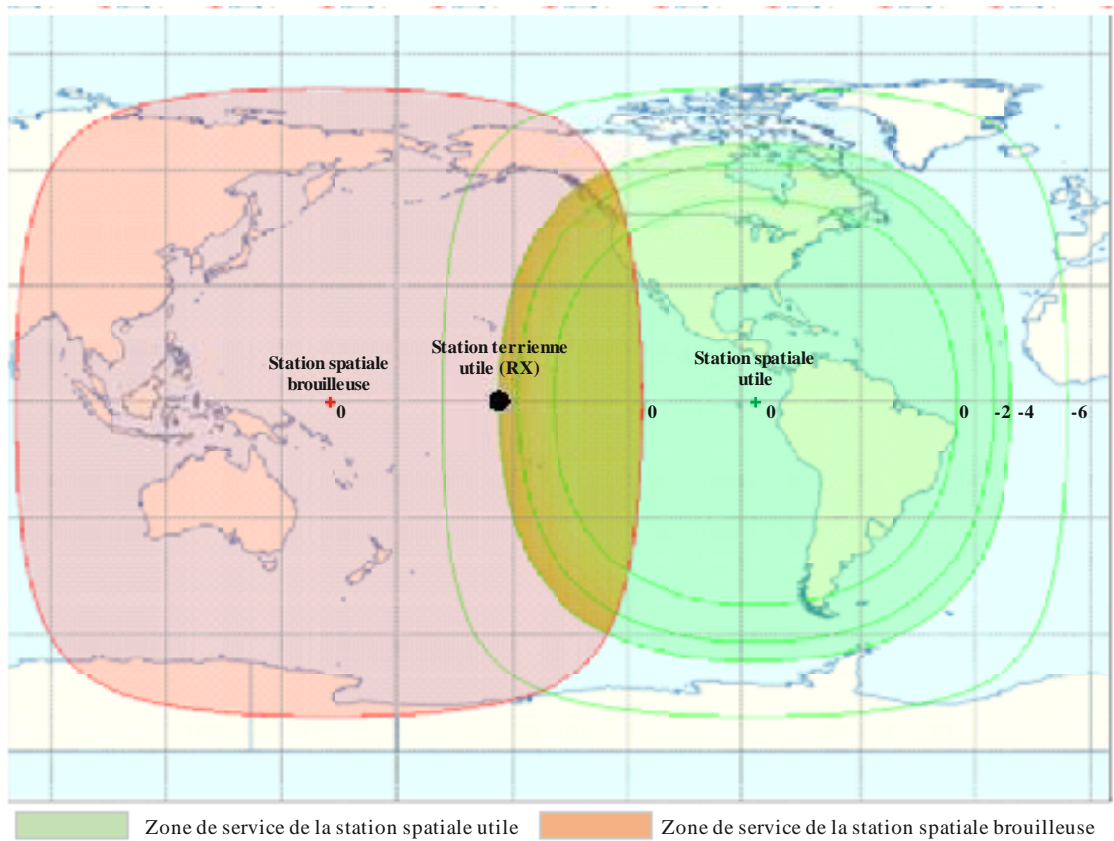 Station terrienne
utile (RX)
Station spatiale
brouilleuse
Station spatiale
utile
0
0
0
0
-2
-4
-6
Zone de service de la station spatiale utile
Zone de service de la station spatiale brouilleuse